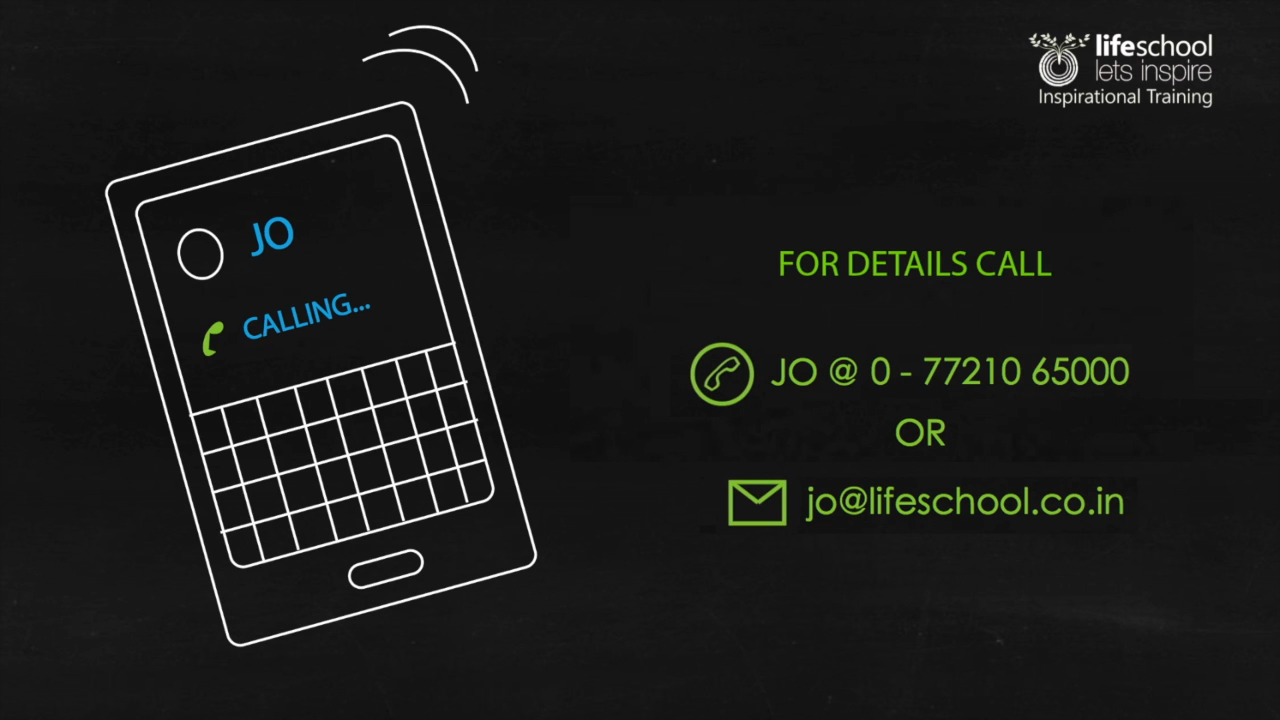 lifeschool
lets inspire
Inspirational Training
JO
CALLING...
FOR DETAILS CALL
JO @ 0 - 77210 65000
OR
jo@lifeschool.co.in